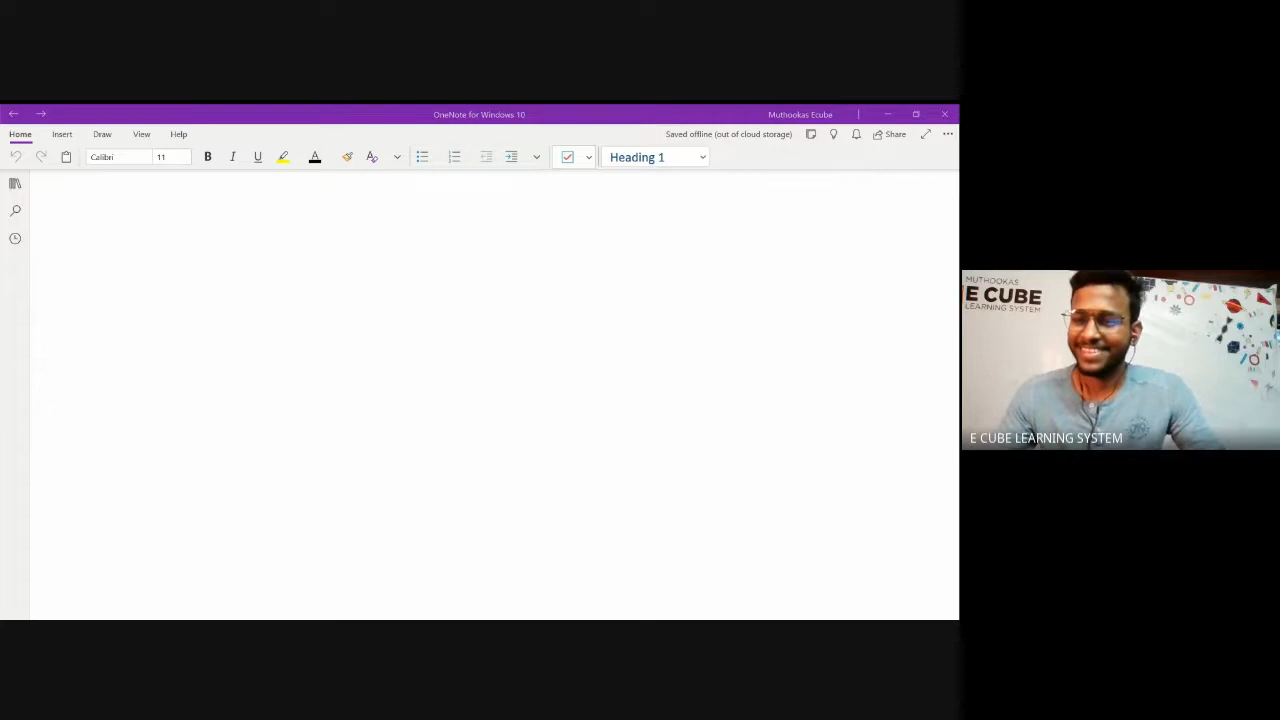 OneNote for Windows 10
Muthookas Ecube
Home Insert Draw View Help
Saved offline (out of cloud storage)
Share
Calibri
11
B I U A A
Heading 1
MUTHOOKAS
E CUBE
LEARNING SYSTEM
E CUBE LEARNING SYSTEM